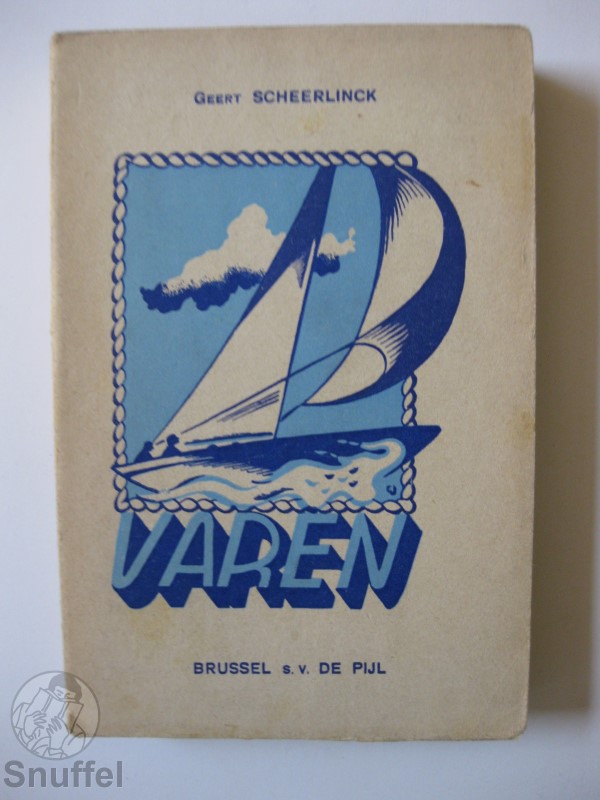 GEERT SCHEERLINCK
VAREN
BRUSSEL S. V. DE PIJL
Snuffel